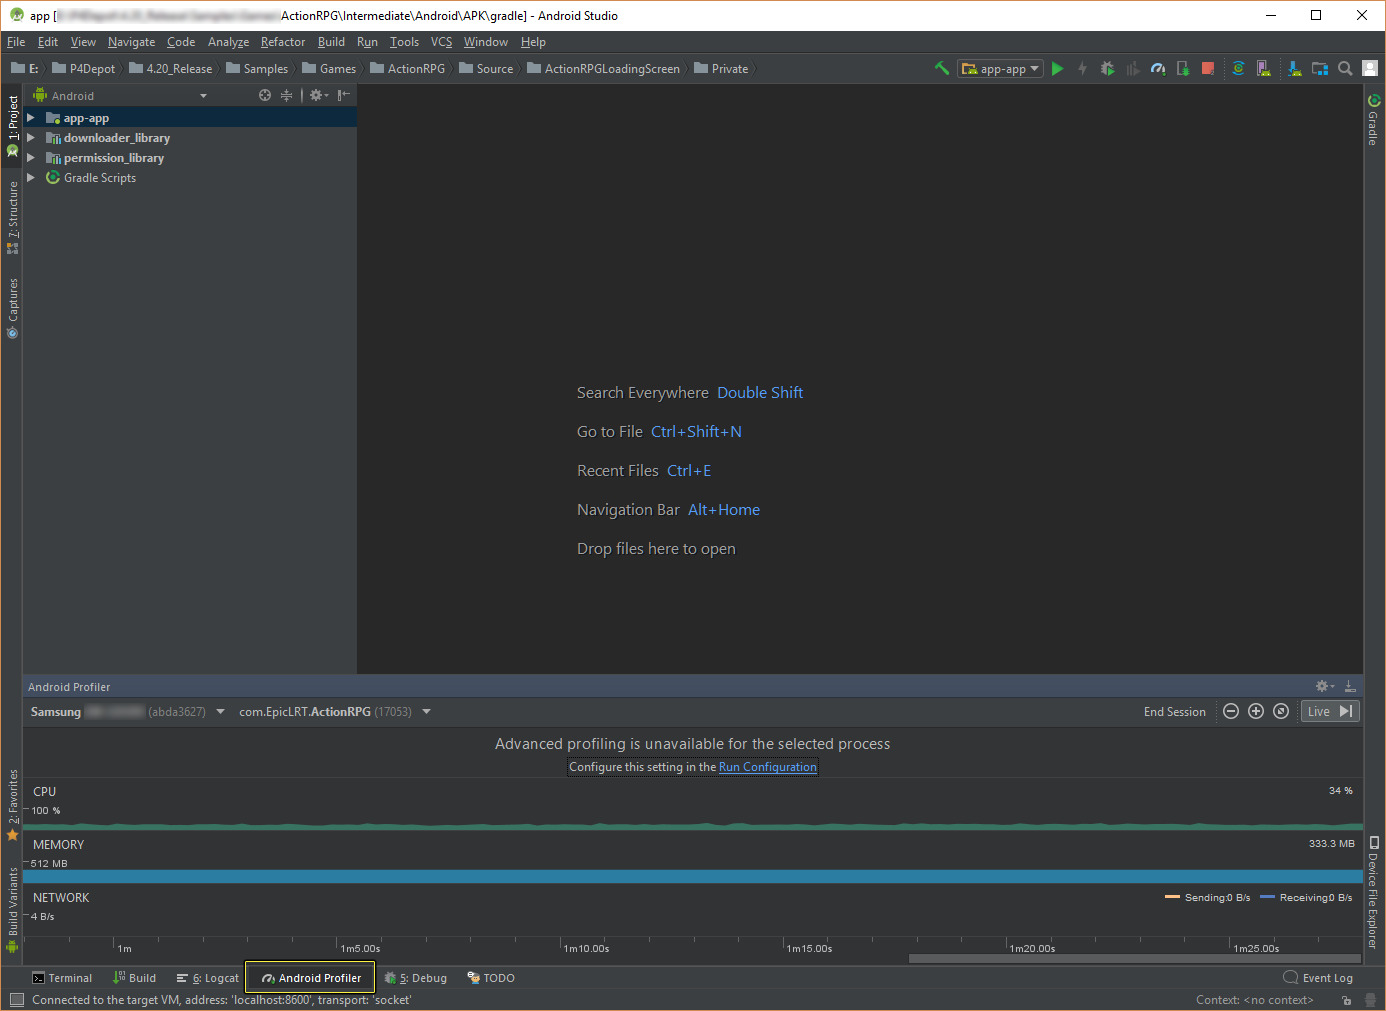 app [ ActionRPG\Intermediate\Android\APK\gradle] - Android Studio
File Edit View Navigate Code Analyze Refactor Build Run Tools VCS Window Help
E: P4Depot 4.20_Release Samples Games ActionRPG Source ActionRPGLoadingScreen Private app-app
1: Project
Android
Gradle
app-app
downloader_library
permission_library
Gradle Scripts
7: Structure
Captures
Search Everywhere Double Shift
Go to File Ctrl+Shift+N
Recent Files Ctrl+E
Navigation Bar Alt+Home
Drop files here to open
Android Profiler
Samsung (abda3627) com.EpicLRT.ActionRPG (17053) End Session Live
Advanced profiling is unavailable for the selected process
Configure this setting in the Run Configuration
2: Favorites
CPU 34 %
100 %
MEMORY 333.3 MB
512 MB
Build Variants
Device File Explorer
NETWORK Sending:0 B/s Receiving:0 B/s
4 B/s
1m 1m5.00s 1m10.00s 1m15.00s 1m20.00s 1m25.00s
Terminal Build 6: Logcat Android Profiler 5: Debug TODO Event Log
Connected to the target VM, address: 'localhost:8600', transport: 'socket' Context: <no context>